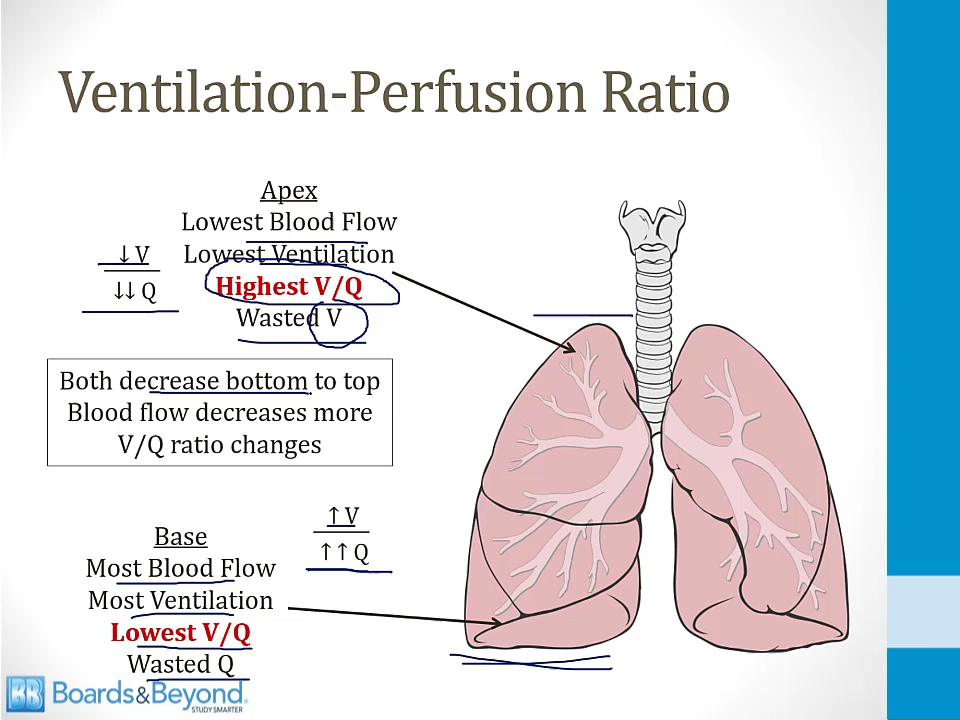 Ventilation-Perfusion Ratio
Apex
Lowest Blood Flow
Lowest Ventilation
Highest V/Q
Wasted V
↓V
↓↓Q
Both decrease bottom to top
Blood flow decreases more
V/Q ratio changes
↑V
↑↑Q
Base
Most Blood Flow
Most Ventilation
Lowest V/Q
Wasted Q
BB Boards&Beyond.
STUDY SMARTER